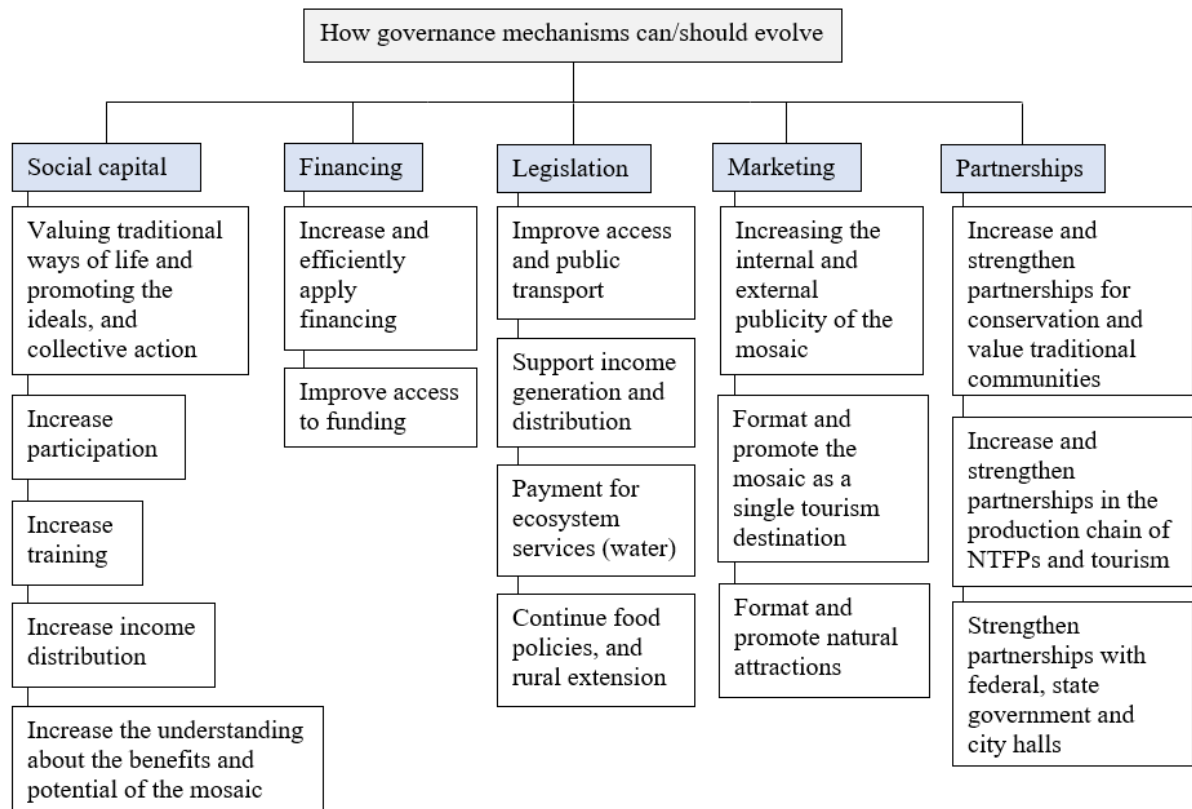 How governance mechanisms can/should evolve
Social capital
Valuing traditional
ways of life and
promoting the
ideals, and
collective action
Increase
participation
Increase
training
Increase income
distribution
Increase the understanding
about the benefits and
potential of the mosaic
Financing
Increase and
efficiently
apply
financing
Improve access
to funding
Legislation
Improve access
and public
transport
Support income
generation and
distribution
Payment for
ecosystem
services (water)
Continue food
policies, and
rural extension
Marketing
Increasing the
internal and
external
publicity of the
mosaic
Format and
promote the
mosaic as a
single tourism
destination
Format and
promote natural
attractions
Partnerships
Increase and
strengthen
partnerships for
conservation and
value traditional
communities
Increase and
strengthen
partnerships in the
production chain of
NTFPs and tourism
Strengthen
partnerships with
federal, state
government and
city halls